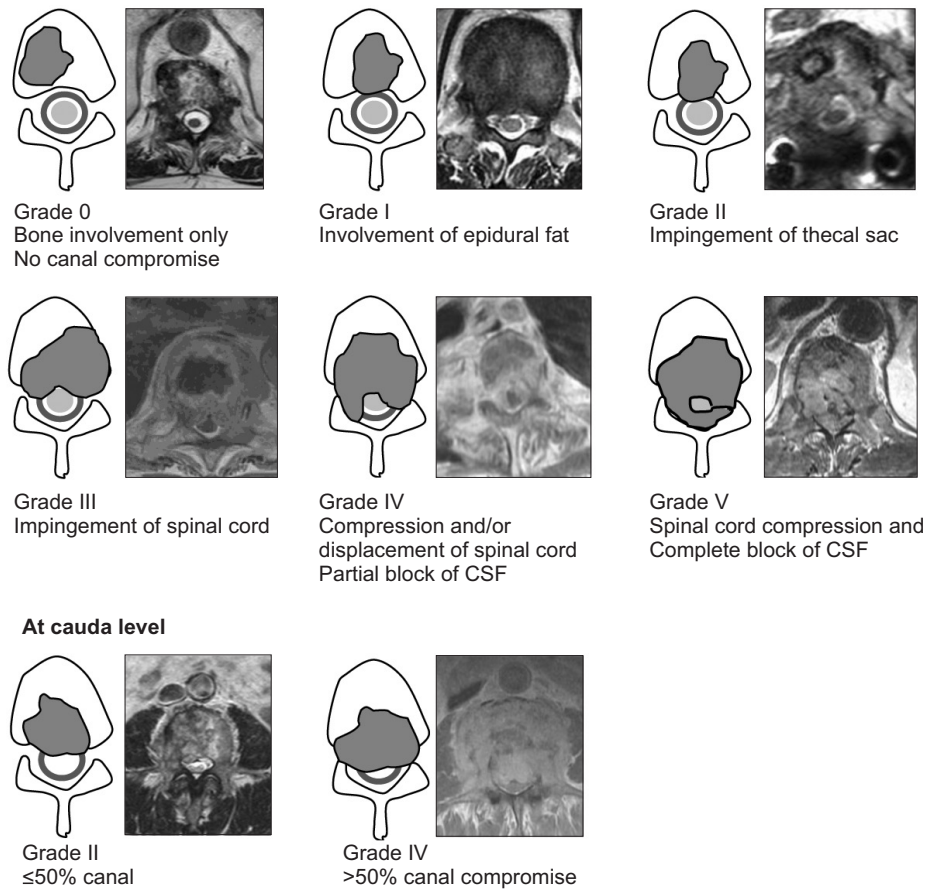 Grade 0
Bone involvement only
No canal compromise
Grade I
Involvement of epidural fat
Grade II
Impingement of thecal sac
Grade III
Impingement of spinal cord
Grade IV
Compression and/or
displacement of spinal cord
Partial block of CSF
Grade V
Spinal cord compression and
Complete block of CSF
At cauda level
Grade II
≤50% canal
Grade IV
>50% canal compromise